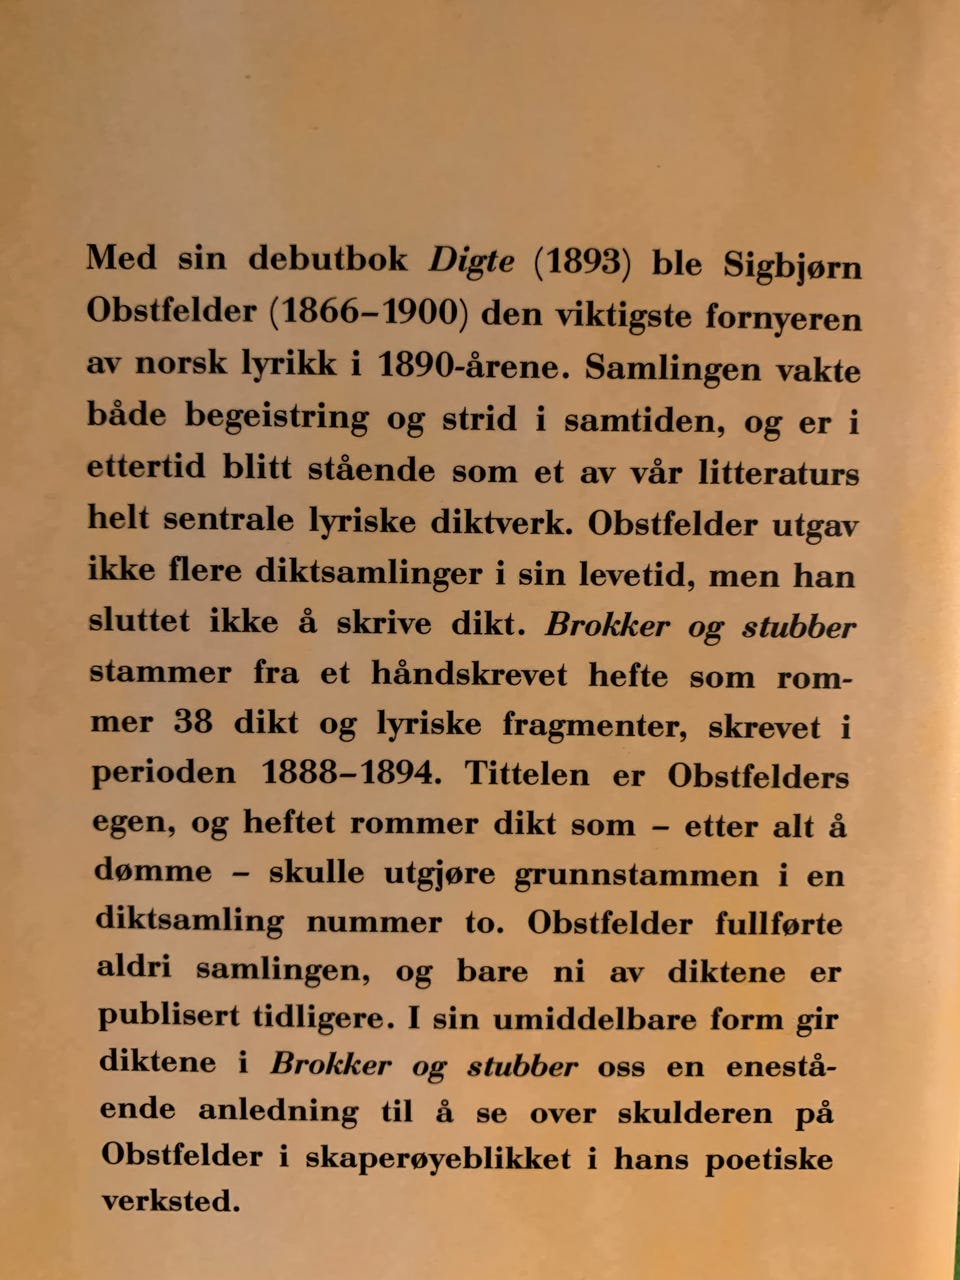 Med sin debutbok Digte (1893) ble Sigbjørn
Obstfelder (1866–1900) den viktigste fornyeren
av norsk lyrikk i 1890-årene. Samlingen vakte
både begeistring og strid i samtiden, og er i
ettertid blitt stående som et av vår litteraturs
helt sentrale lyriske diktverk. Obstfelder utgav
ikke flere diktsamlinger i sin levetid, men han
sluttet ikke å skrive dikt. Brokker og stubber
stammer fra et håndskrevet hefte som rom-
mer 38 dikt og lyriske fragmenter, skrevet i
perioden 1888–1894. Tittelen er Obstfelders
egen, og heftet rommer dikt som – etter alt å
dømme – skulle utgjøre grunnstammen i en
diktsamling nummer to. Obstfelder fullførte
aldri samlingen, og bare ni av diktene er
publisert tidligere. I sin umiddelbare form gir
diktene i Brokker og stubber oss en enestå-
ende anledning til å se over skulderen på
Obstfelder i skaperøyeblikket i hans poetiske
verksted.